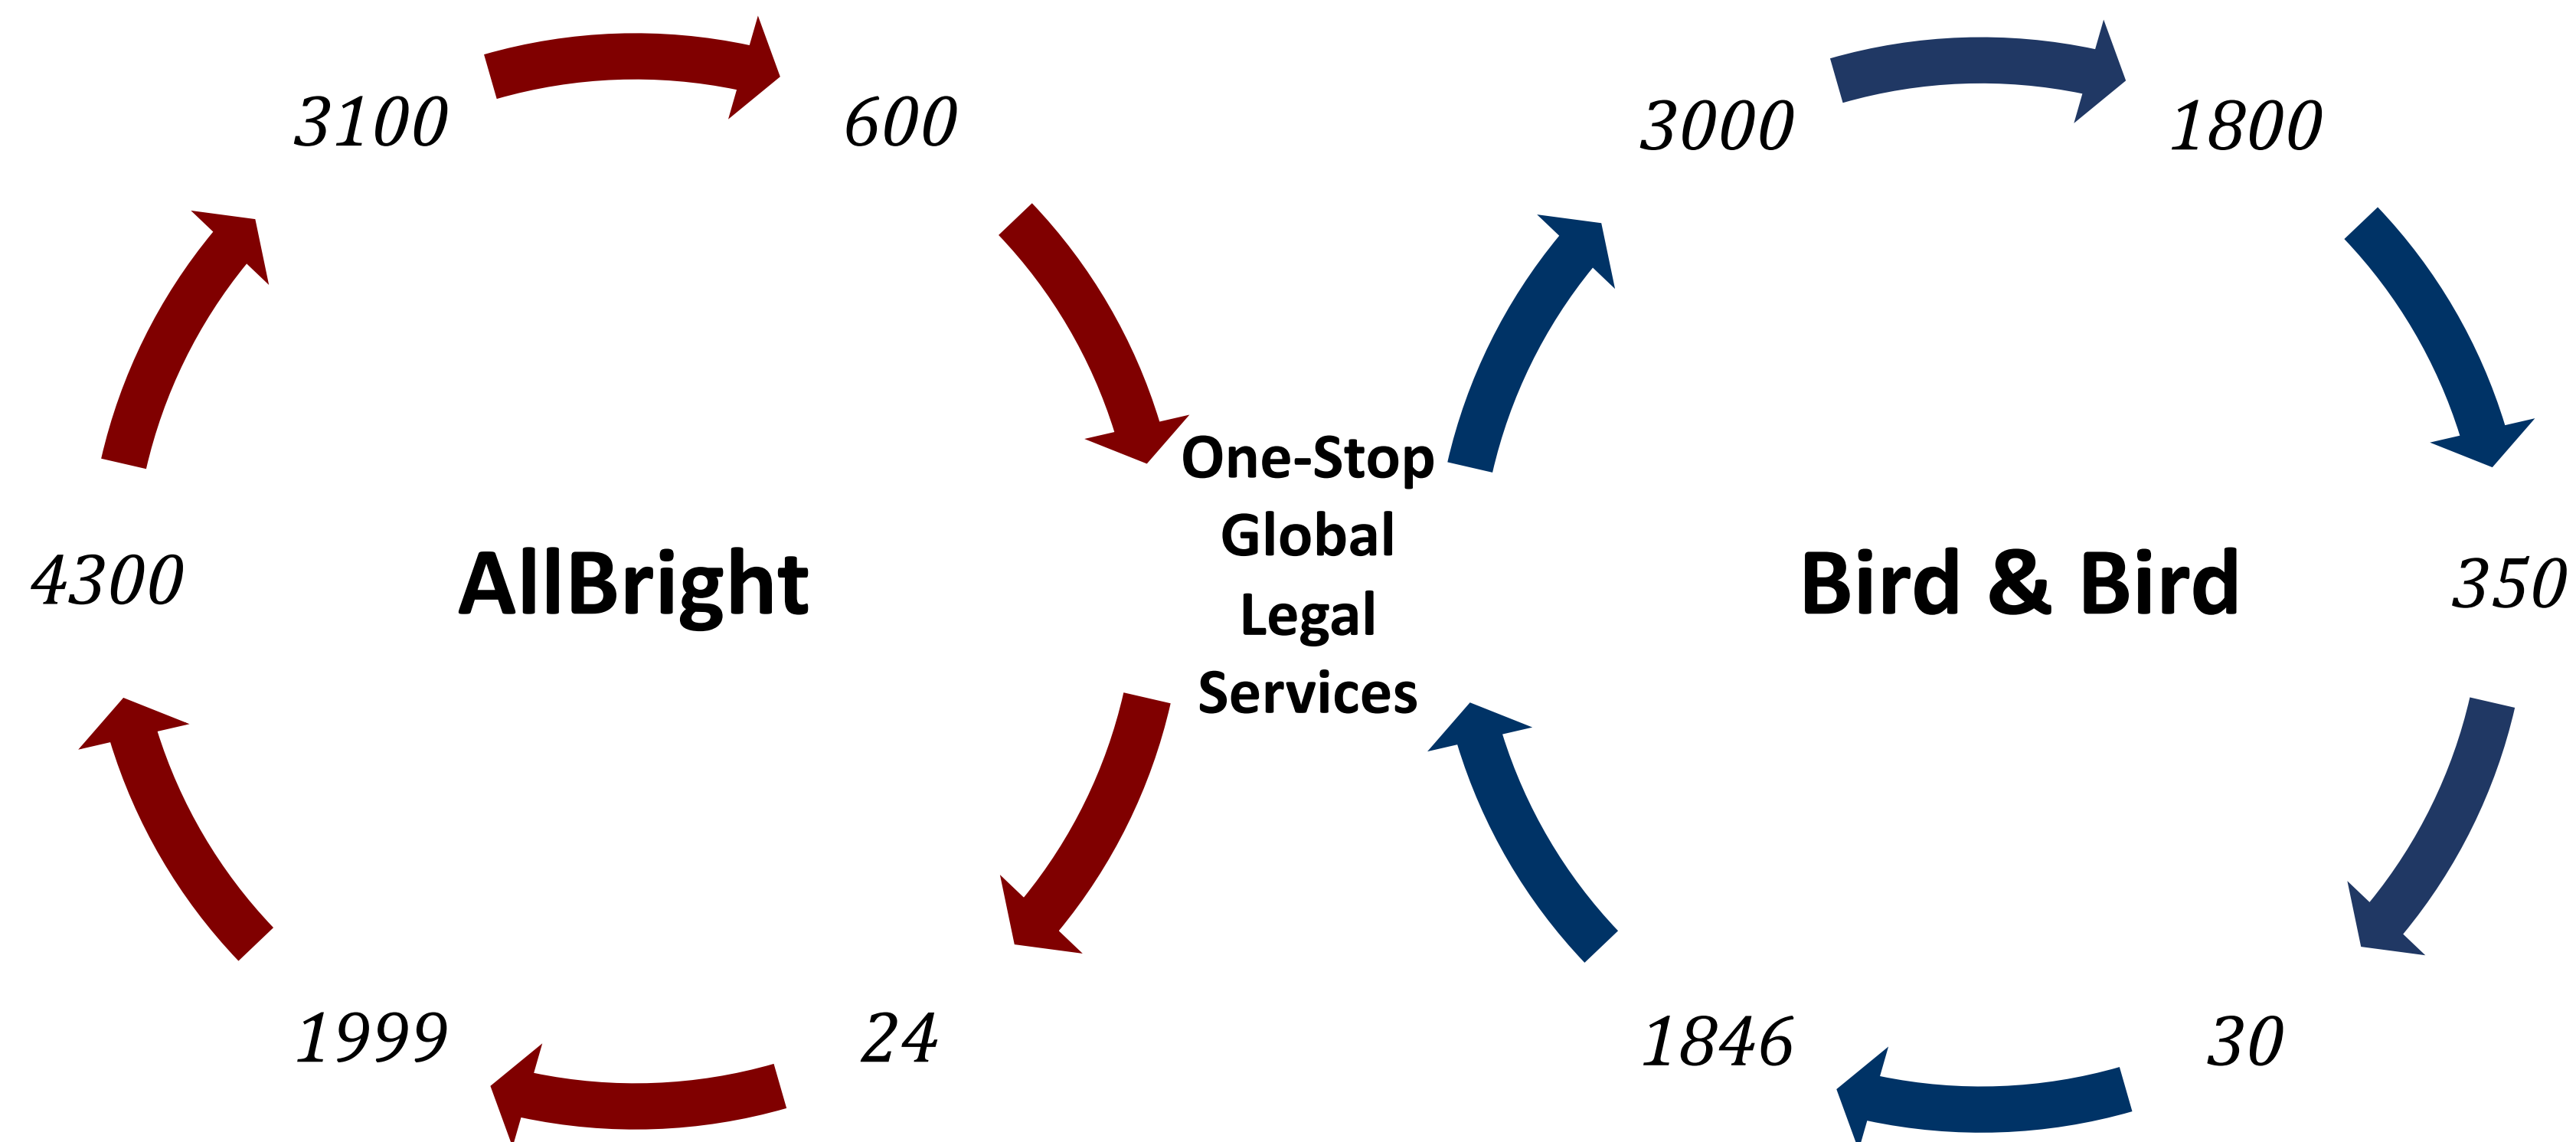 3100
600
3000
1800
One-Stop
Global
Legal
Services
4300
AllBright
Bird & Bird
350
1999
24
1846
30